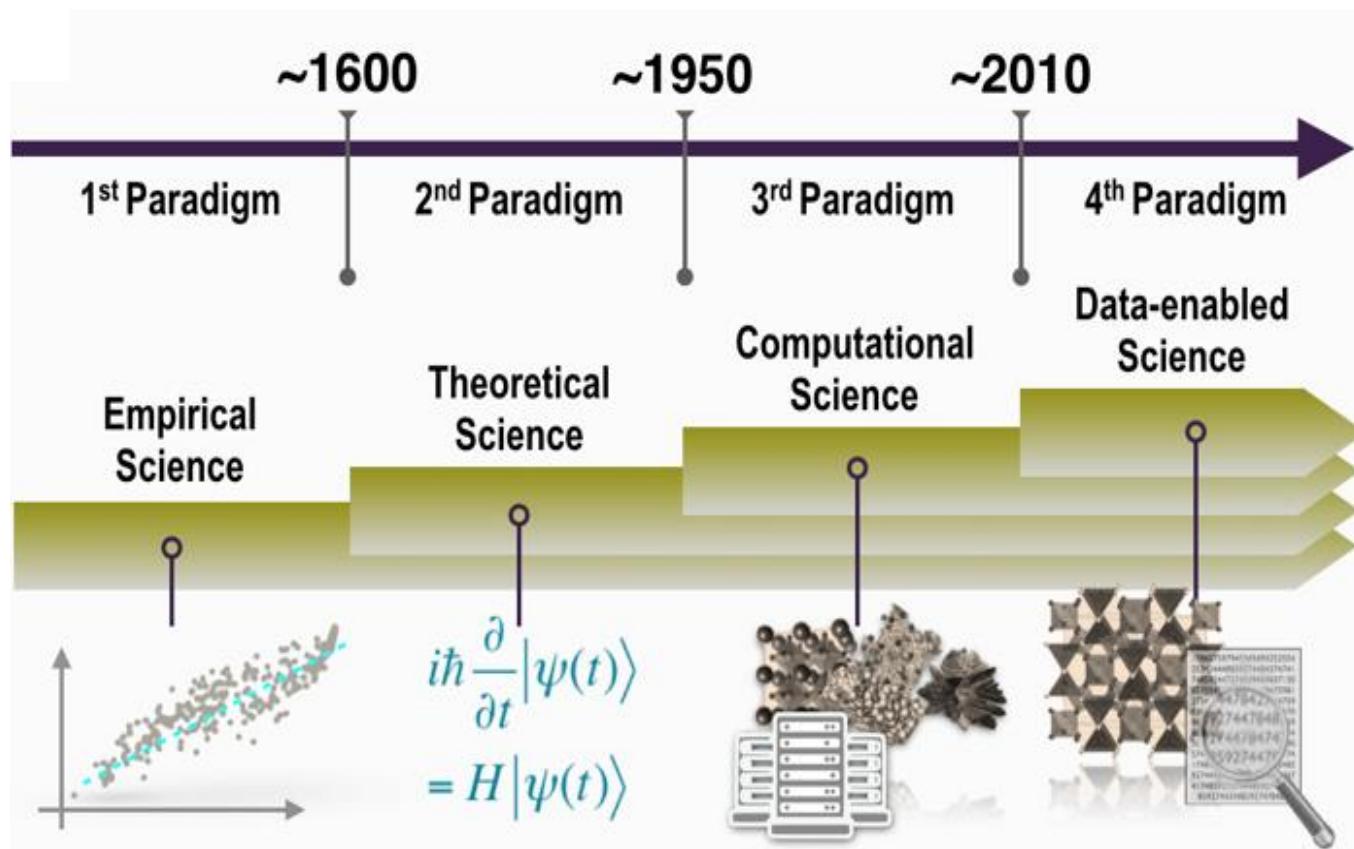 ~1600 ~1950 ~2010
1st Paradigm 2nd Paradigm 3rd Paradigm 4th Paradigm
Empirical
Science
Theoretical
Science
Computational
Science
Data-enabled
Science
iħ ∂/∂t |ψ(t)⟩
= H|ψ(t)⟩